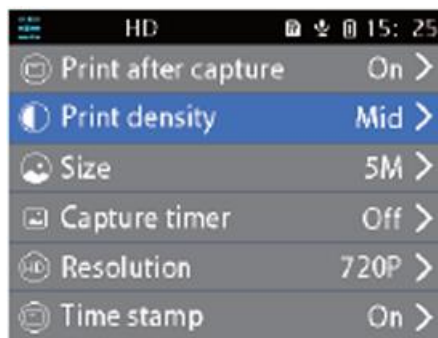 HD 15: 25
Print after capture On >
Print density Mid >
Size 5M >
Capture timer Off >
HD Resolution 720P >
Time stamp On >